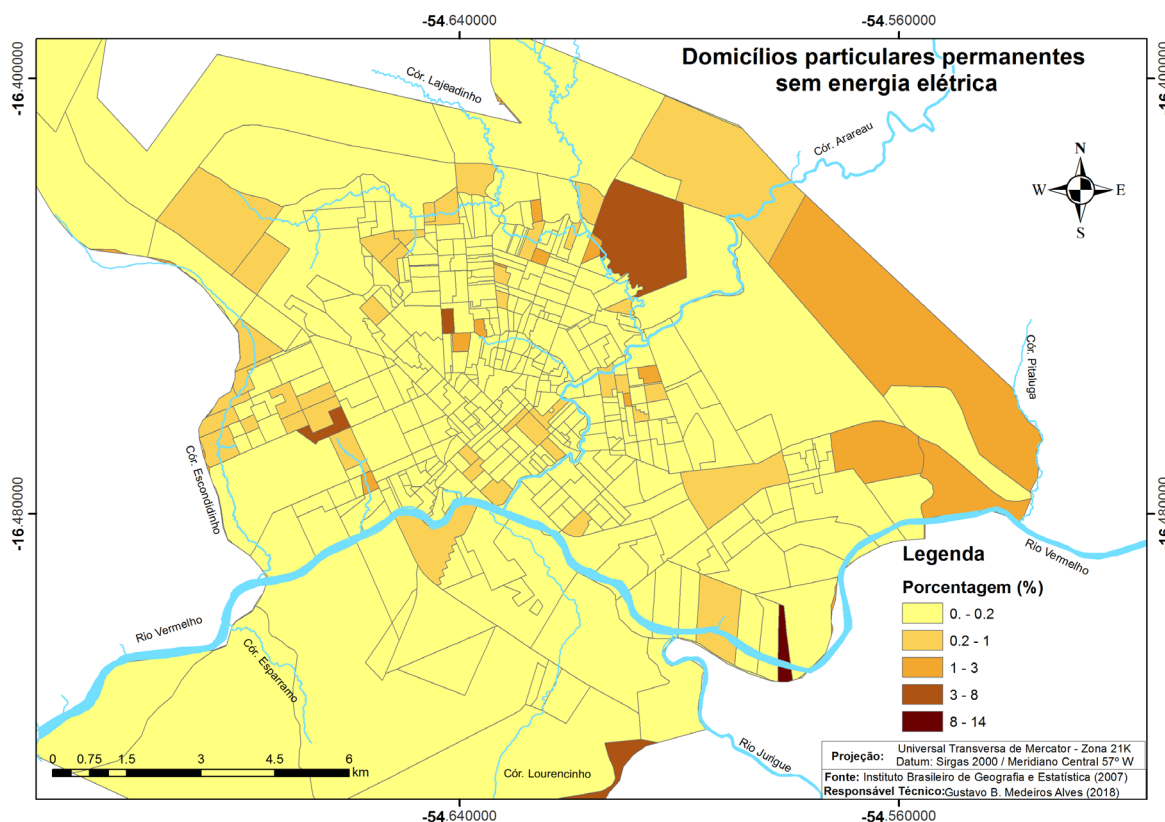 -54.640000
-54.560000
Domicílios particulares permanentes
sem energia elétrica
-16.400000
-16.400000
Cór. Lajeadinho
Cór. Arareau
N
W
E
S
Cór. Pitaluga
Cór. Escondidinho
-16.480000
-16.480000
Rio Vermelho
Rio Vermelho
Cór. Esparramo
Rio Jurigue
Cór. Lourencinho
Legenda
Porcentagem (%)
0. - 0.2
0.2 - 1
1 - 3
3 - 8
8 - 14
0 0.75 1.5 3 4.5 6
km
Projeção: Universal Transversa de Mercator - Zona 21K
Datum: Sirgas 2000 / Meridiano Central 57º W
Fonte: Instituto Brasileiro de Geografia e Estatística (2007)
Responsável Técnico:Gustavo B. Medeiros Alves (2018)
-54.640000
-54.560000